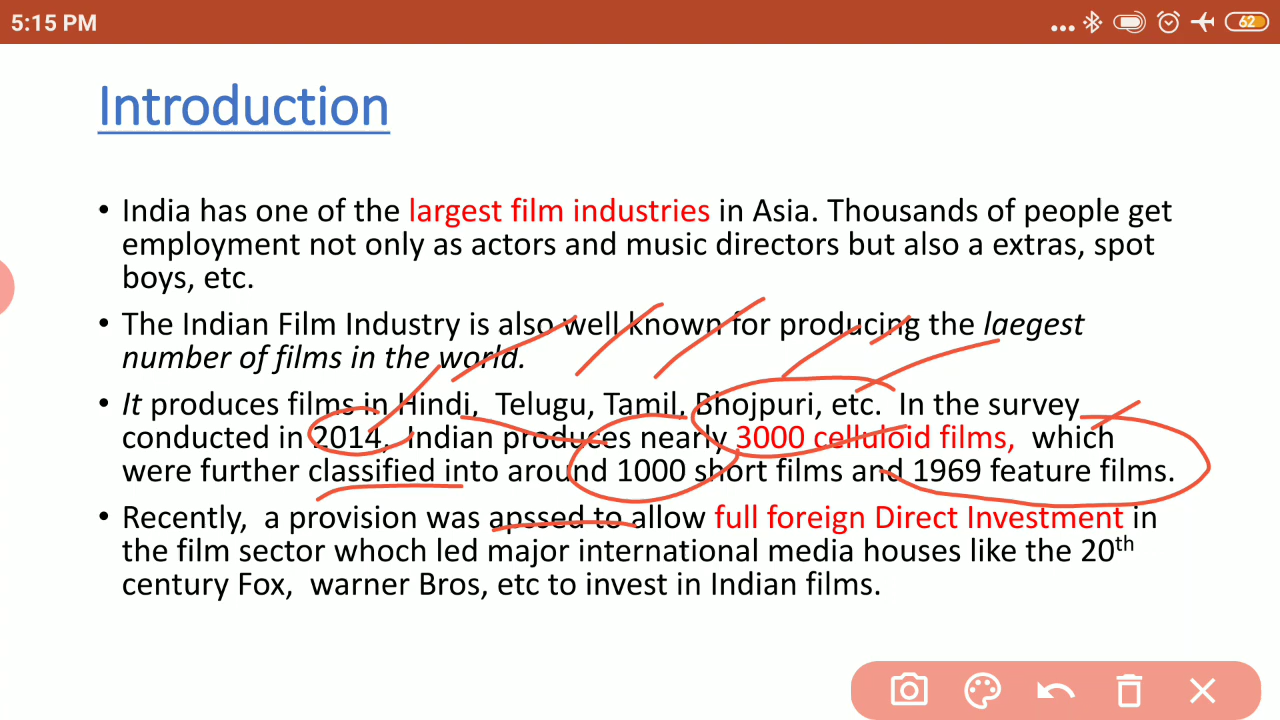 5:15 PM
62
Introduction
• India has one of the largest film industries in Asia. Thousands of people get
employment not only as actors and music directors but also a extras, spot
boys, etc.
• The Indian Film Industry is also well known for producing the laegest
number of films in the world.
• It produces films in Hindi, Telugu, Tamil, Bhojpuri, etc. In the survey
conducted in 2014, Indian produces nearly 3000 celluloid films, which
were further classified into around 1000 short films and 1969 feature films.
• Recently, a provision was apssed to allow full foreign Direct Investment in
the film sector whoch led major international media houses like the 20th
century Fox, warner Bros, etc to invest in Indian films.